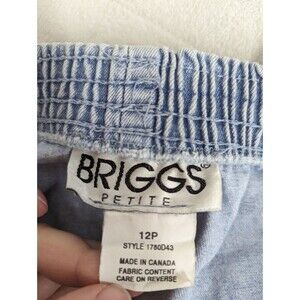 BRIGGS®
PETITE
12P
STYLE 1780D43
MADE IN CANADA
FABRIC CONTENT
CARE ON REVERSE